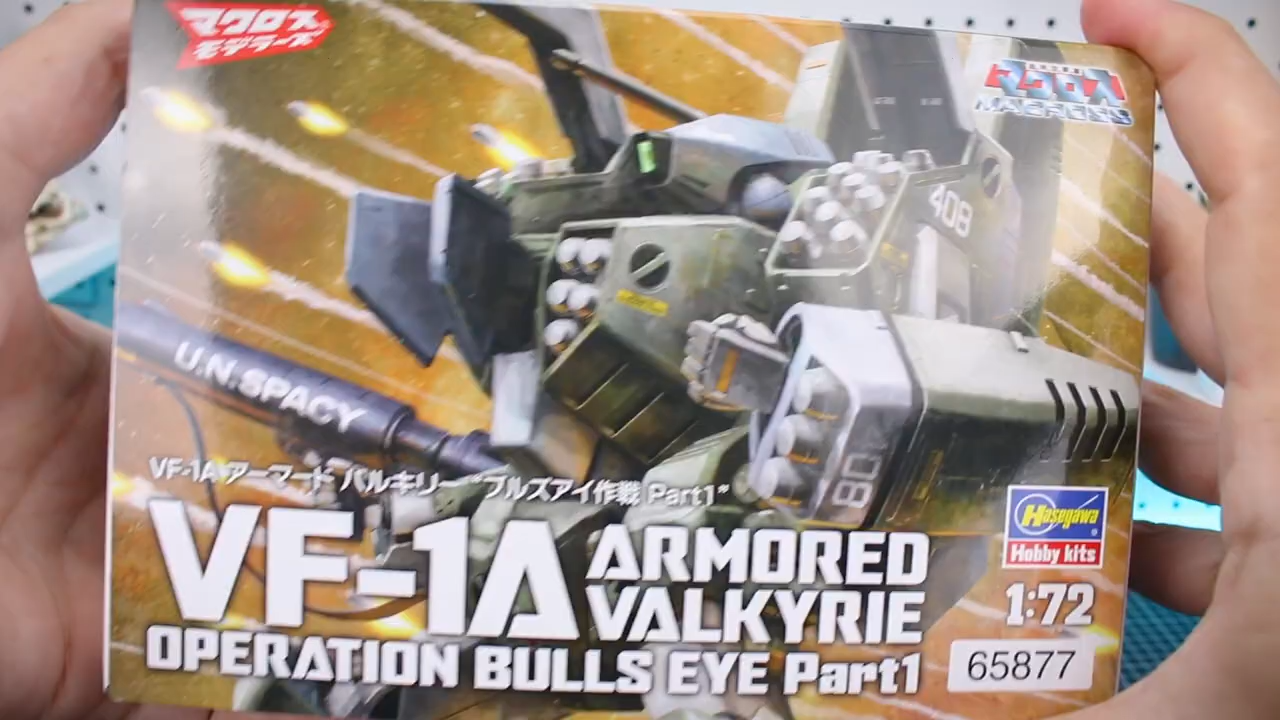 マクロス
モデラーズ
マクロス
MACROSS
408
U.N.SPACY
80
VF-1A アーマード バルキリー "ブルズアイ作戦 Part1"
VF-1A ARMORED
VALKYRIE
OPERATION BULLS EYE Part1
Hasegawa
Hobby kits
1:72
65877